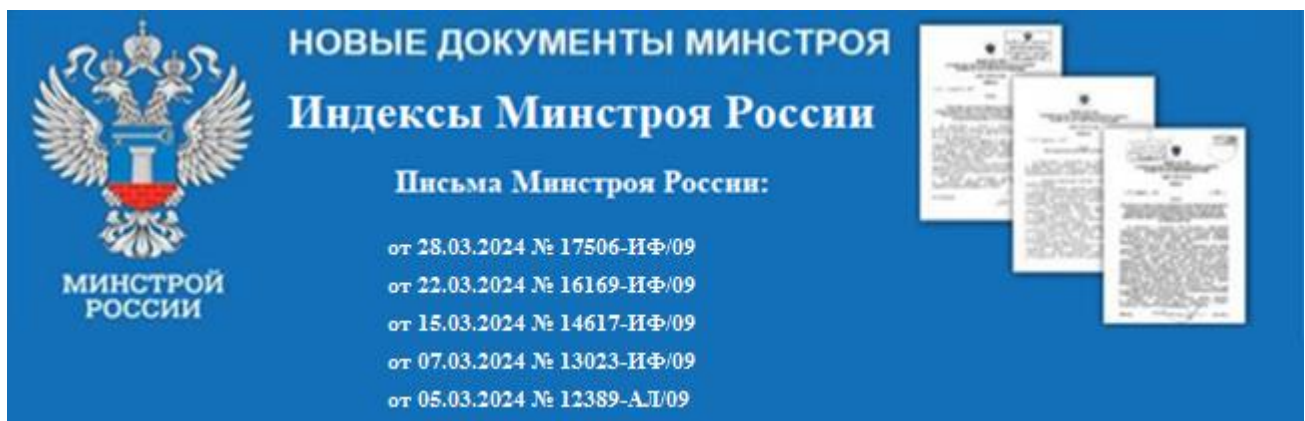 НОВЫЕ ДОКУМЕНТЫ МИНСТРОЯ
Индексы Минстроя России
Письма Минстроя России:
от 28.03.2024 № 17506-ИФ/09
от 22.03.2024 № 16169-ИФ/09
от 15.03.2024 № 14617-ИФ/09
от 07.03.2024 № 13023-ИФ/09
от 05.03.2024 № 12389-АЛ/09
МИНСТРОЙ
РОССИИ